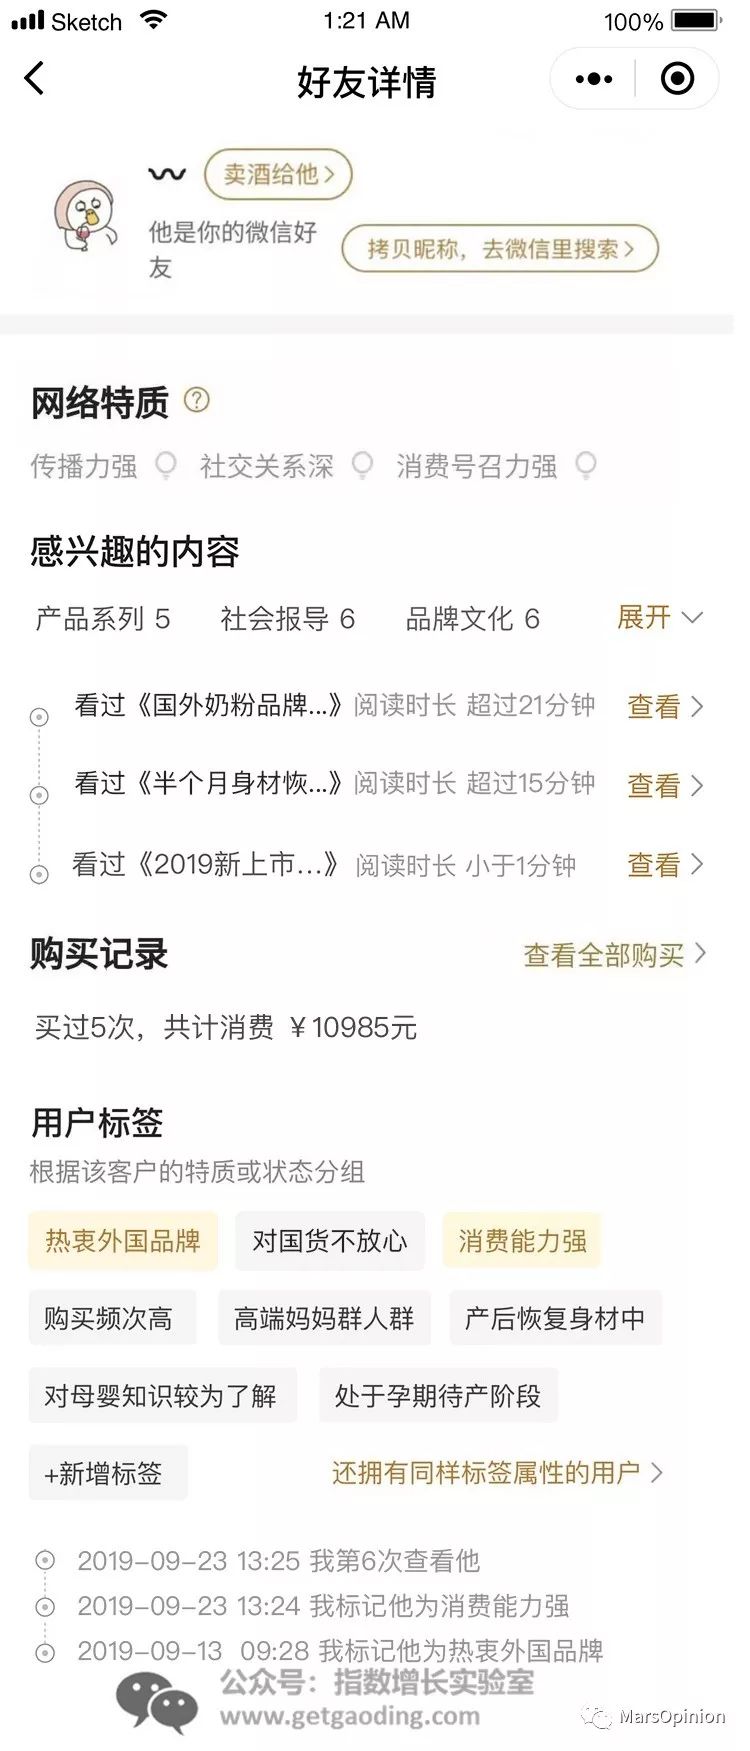 Sketch 1:21 AM 100%
好友详情
卖酒给他>
他是你的微信好
友
拷贝昵称，去微信里搜索>
网络特质 ?
传播力强 社交关系深 消费号召力强
感兴趣的内容
产品系列 5 社会报导 6 品牌文化 6 展开
看过《国外奶粉品牌...》阅读时长 超过21分钟 查看 >
看过《半个月身材恢...》阅读时长 超过15分钟 查看 >
看过《2019新上市...》 阅读时长 小于1分钟 查看 >
购买记录 查看全部购买 >
买过5次，共计消费 ￥10985元
用户标签
根据该客户的特质或状态分组
热衷外国品牌 对国货不放心 消费能力强
购买频次高 高端妈妈群人群 产后恢复身材中
对母婴知识较为了解 处于孕期待产阶段
+新增标签 还拥有同样标签属性的用户 >
2019-09-23 13:25 我第6次查看他
2019-09-23 13:24 我标记他为消费能力强
2019-09-13 09:28 我标记他为热衷外国品牌
公众号：指数增长实验室
www.getgaoding.com
MarsOpinion